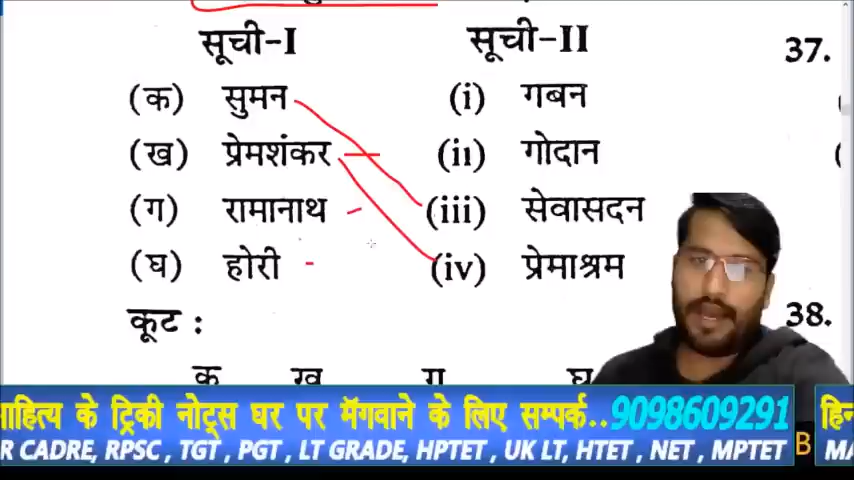 सूची-I सूची-II
37.
(क) सुमन (i) गबन
(ख) प्रेमशंकर (ii) गोदान
(ग) रामानाथ (iii) सेवासदन
(घ) होरी (iv) प्रेमाश्रम
38.
कूट :
क ख ग घ
ाहित्य के ट्रिकी नोट्स घर पर मॅगवाने के लिए सम्पर्क..9098609291 हिन
R CADRE, RPSC , TGT , PGT , LT GRADE, HPTET , UK LT, HTET , NET , MPTET B MA